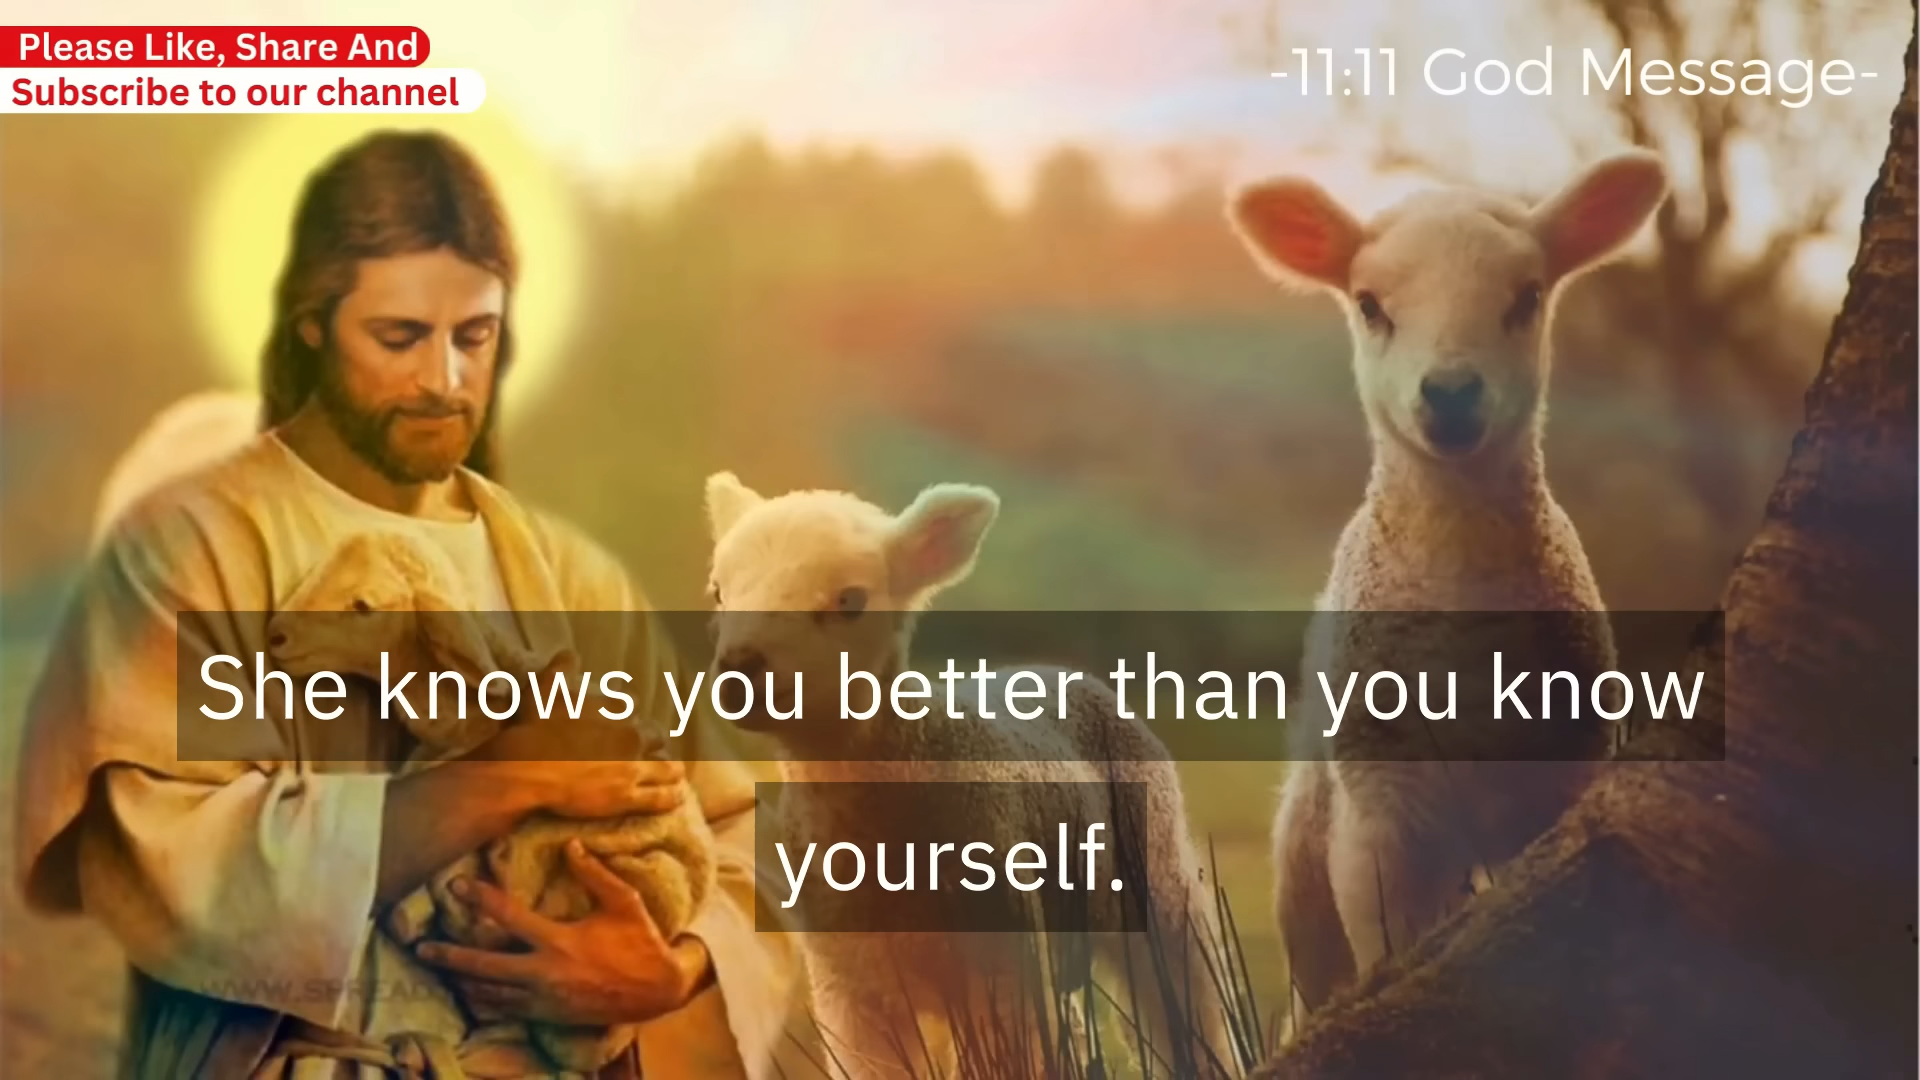 Please Like, Share And
Subscribe to our channel
-11:11 God Message-
She knows you better than you know
yourself.